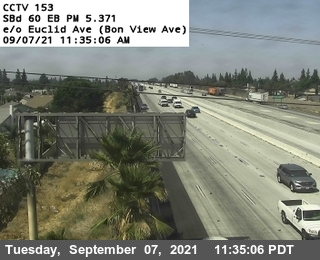 CCTV 153
SBd 60 EB PM 5.371
e/o Euclid Ave (Bon View Ave)
09/07/21 11:35:06 AM
Tuesday, September 07, 2021 11:35:06 PDT